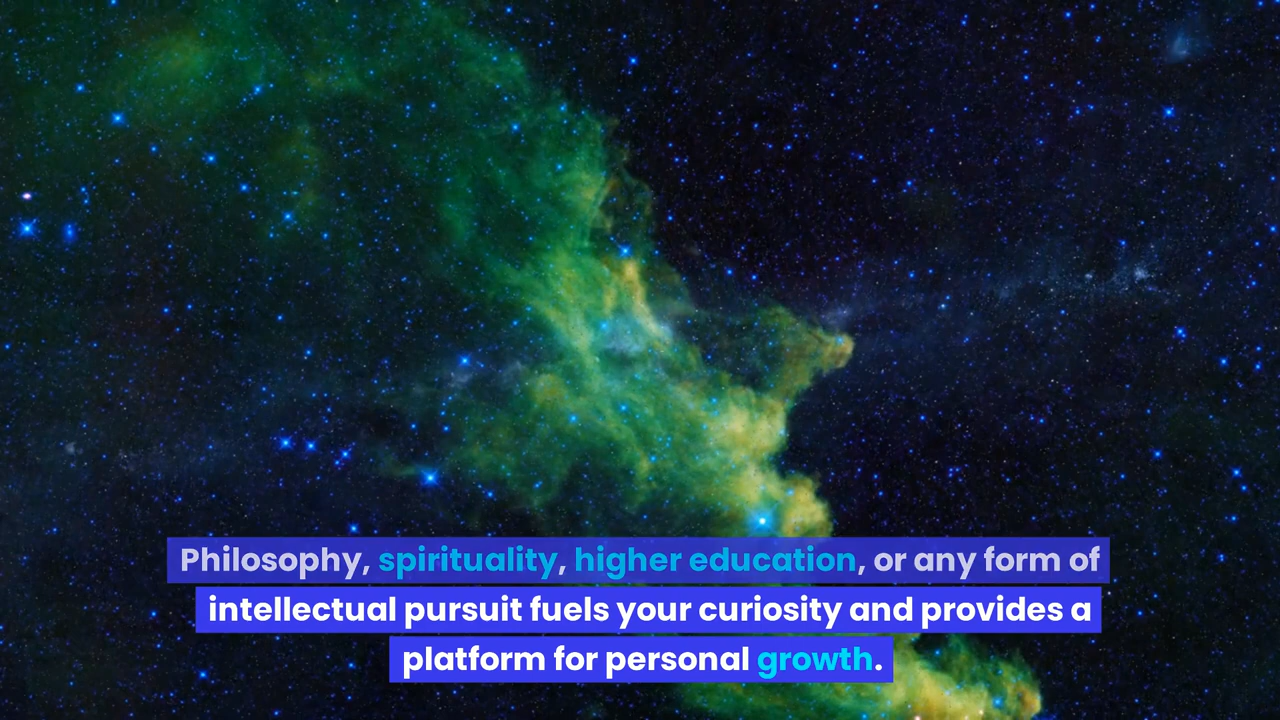 Philosophy, spirituality, higher education, or any form of
intellectual pursuit fuels your curiosity and provides a
platform for personal growth.